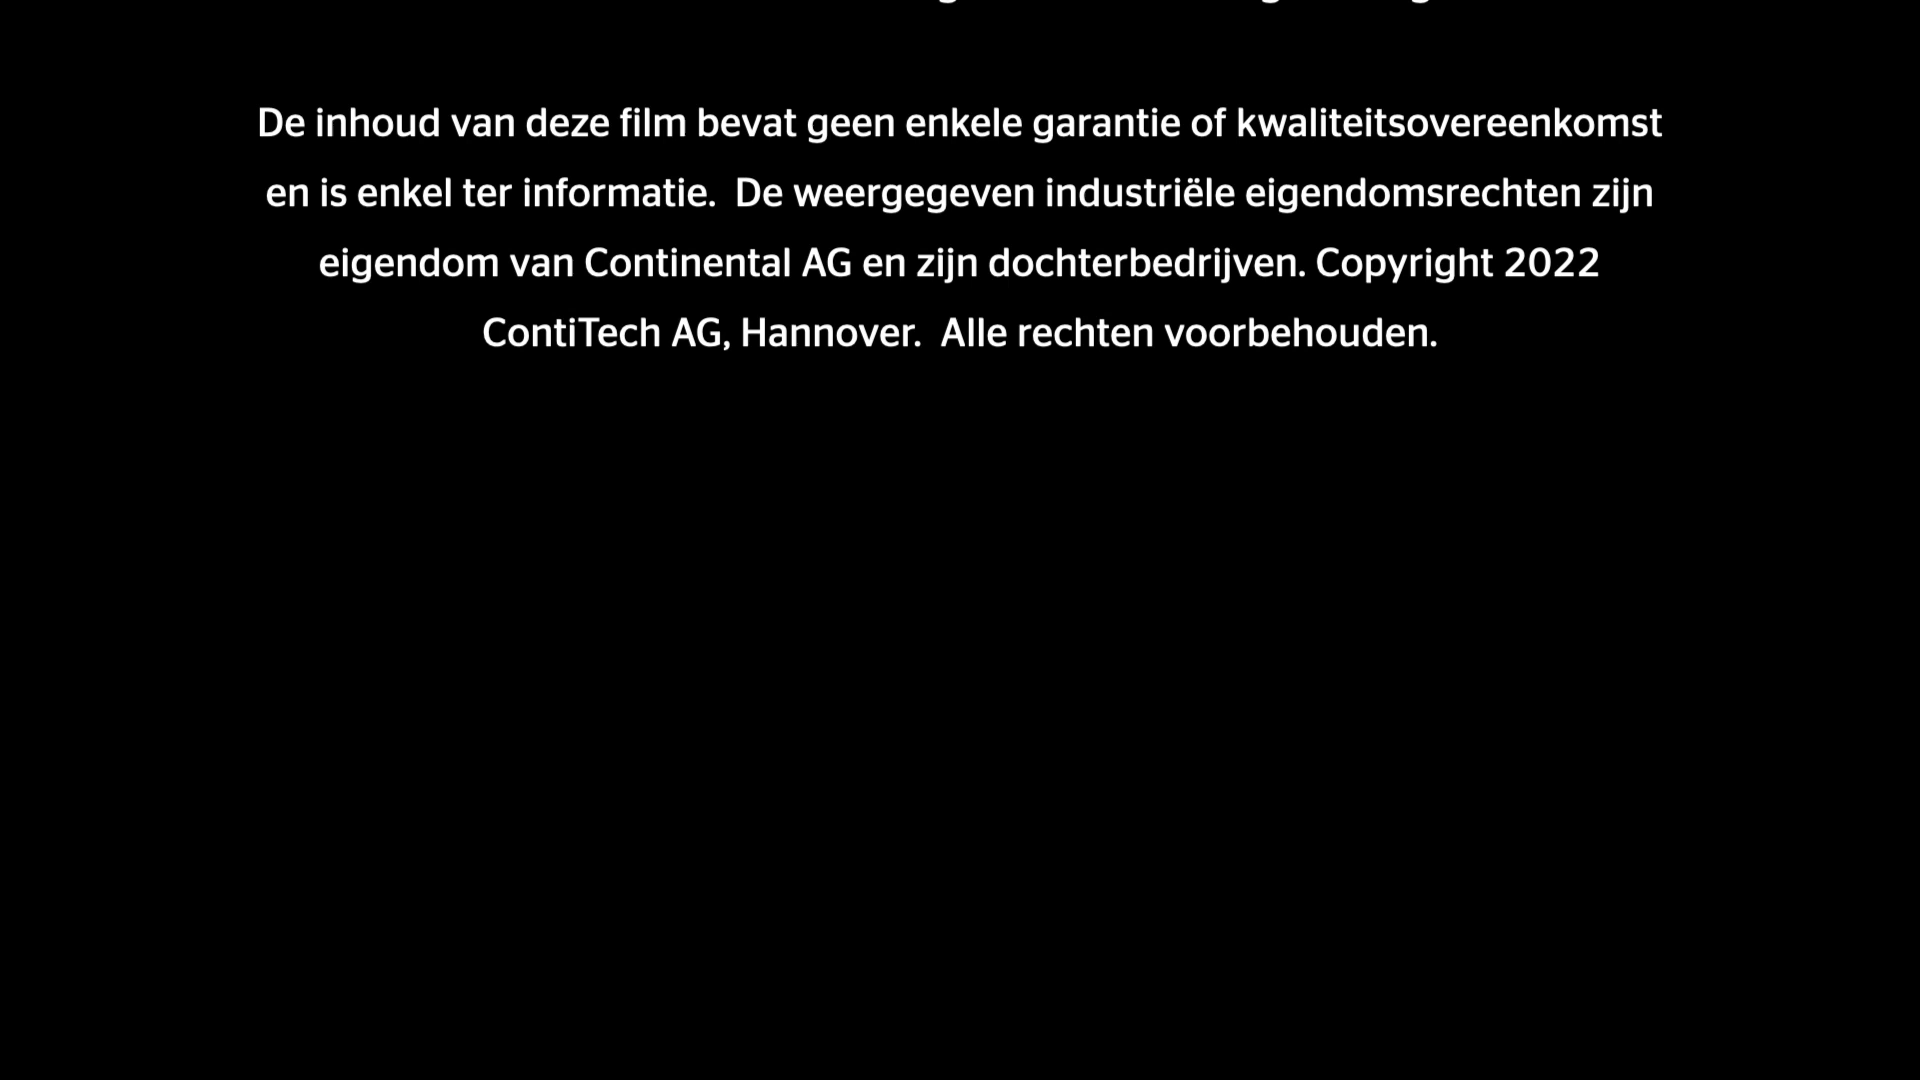 De inhoud van deze film bevat geen enkele garantie of kwaliteitsovereenkomst
en is enkel ter informatie.  De weergegeven industriële eigendomsrechten zijn
eigendom van Continental AG en zijn dochterbedrijven. Copyright 2022
ContiTech AG, Hannover.  Alle rechten voorbehouden.